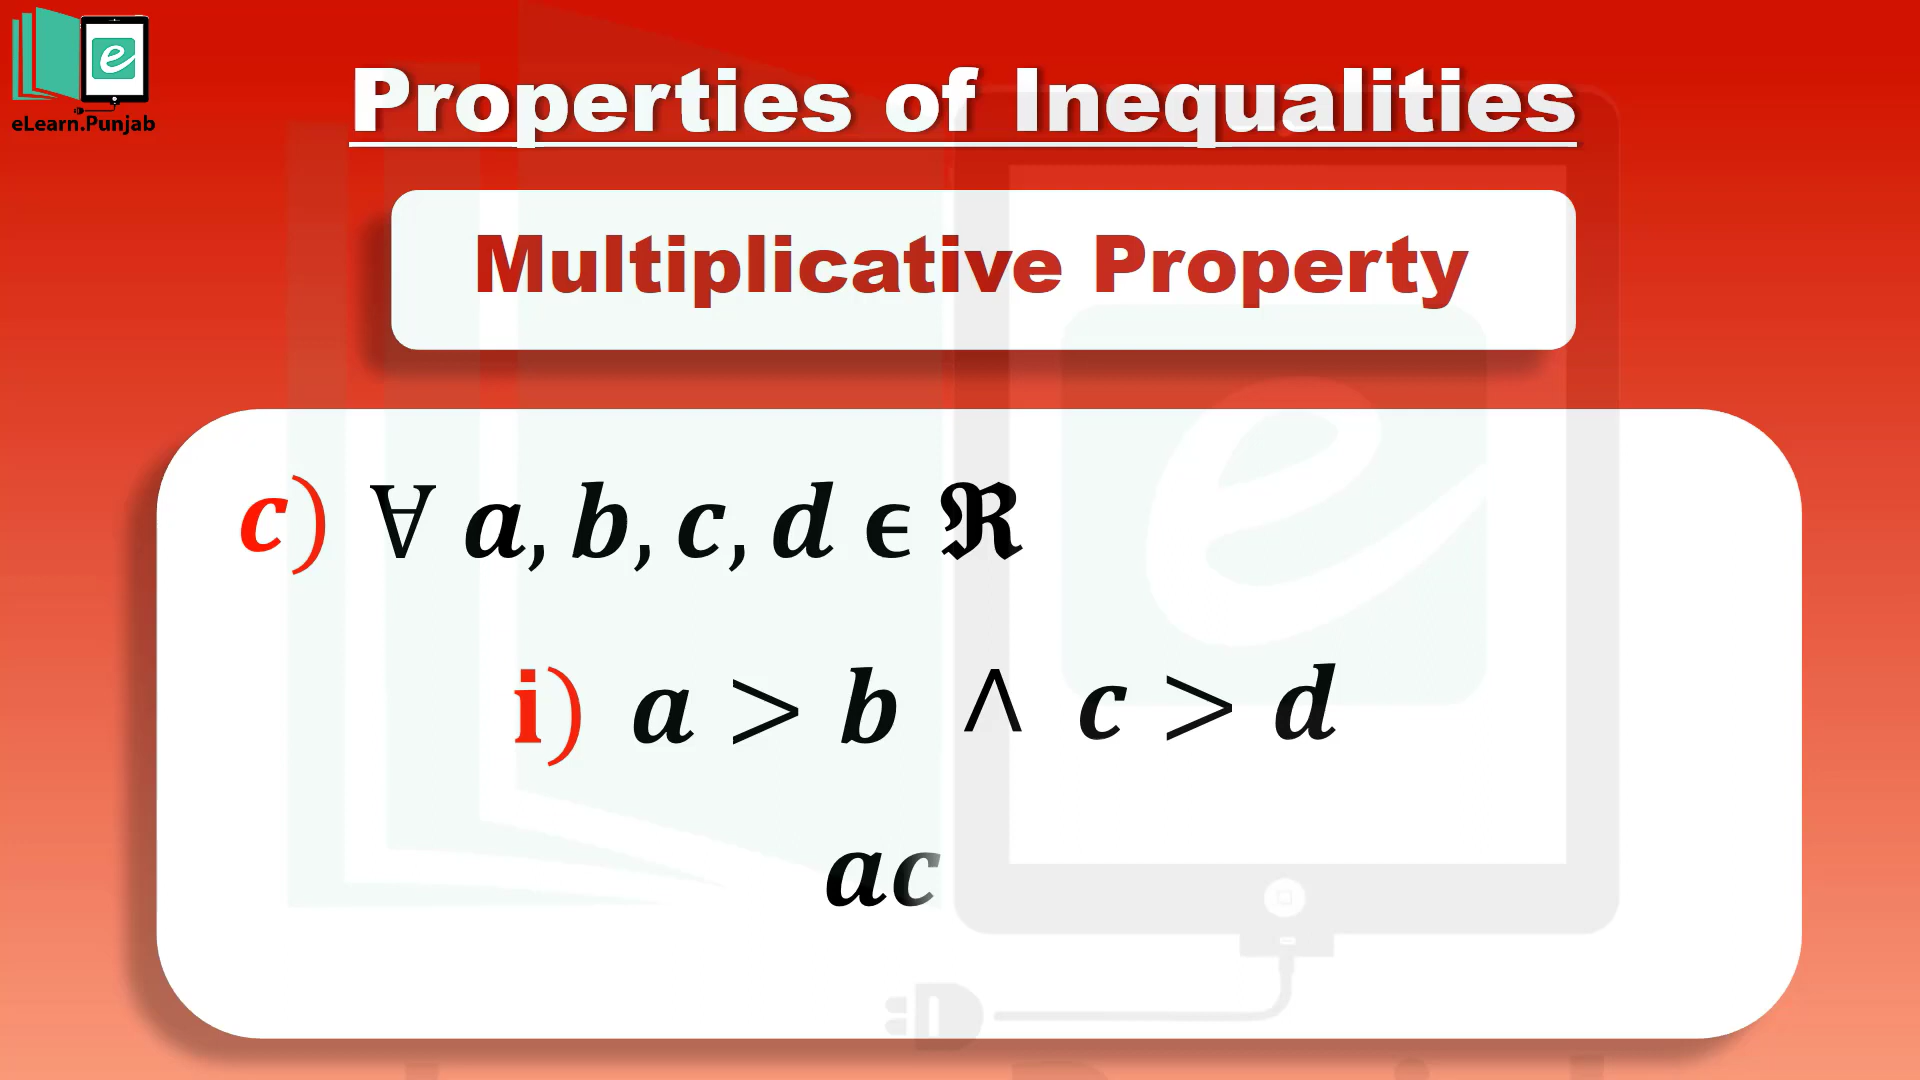 eLearn.Punjab
Properties of Inequalities
Multiplicative Property
c) ∀ a, b, c, d ϵ ℜ
i) a > b ∧ c > d
ac